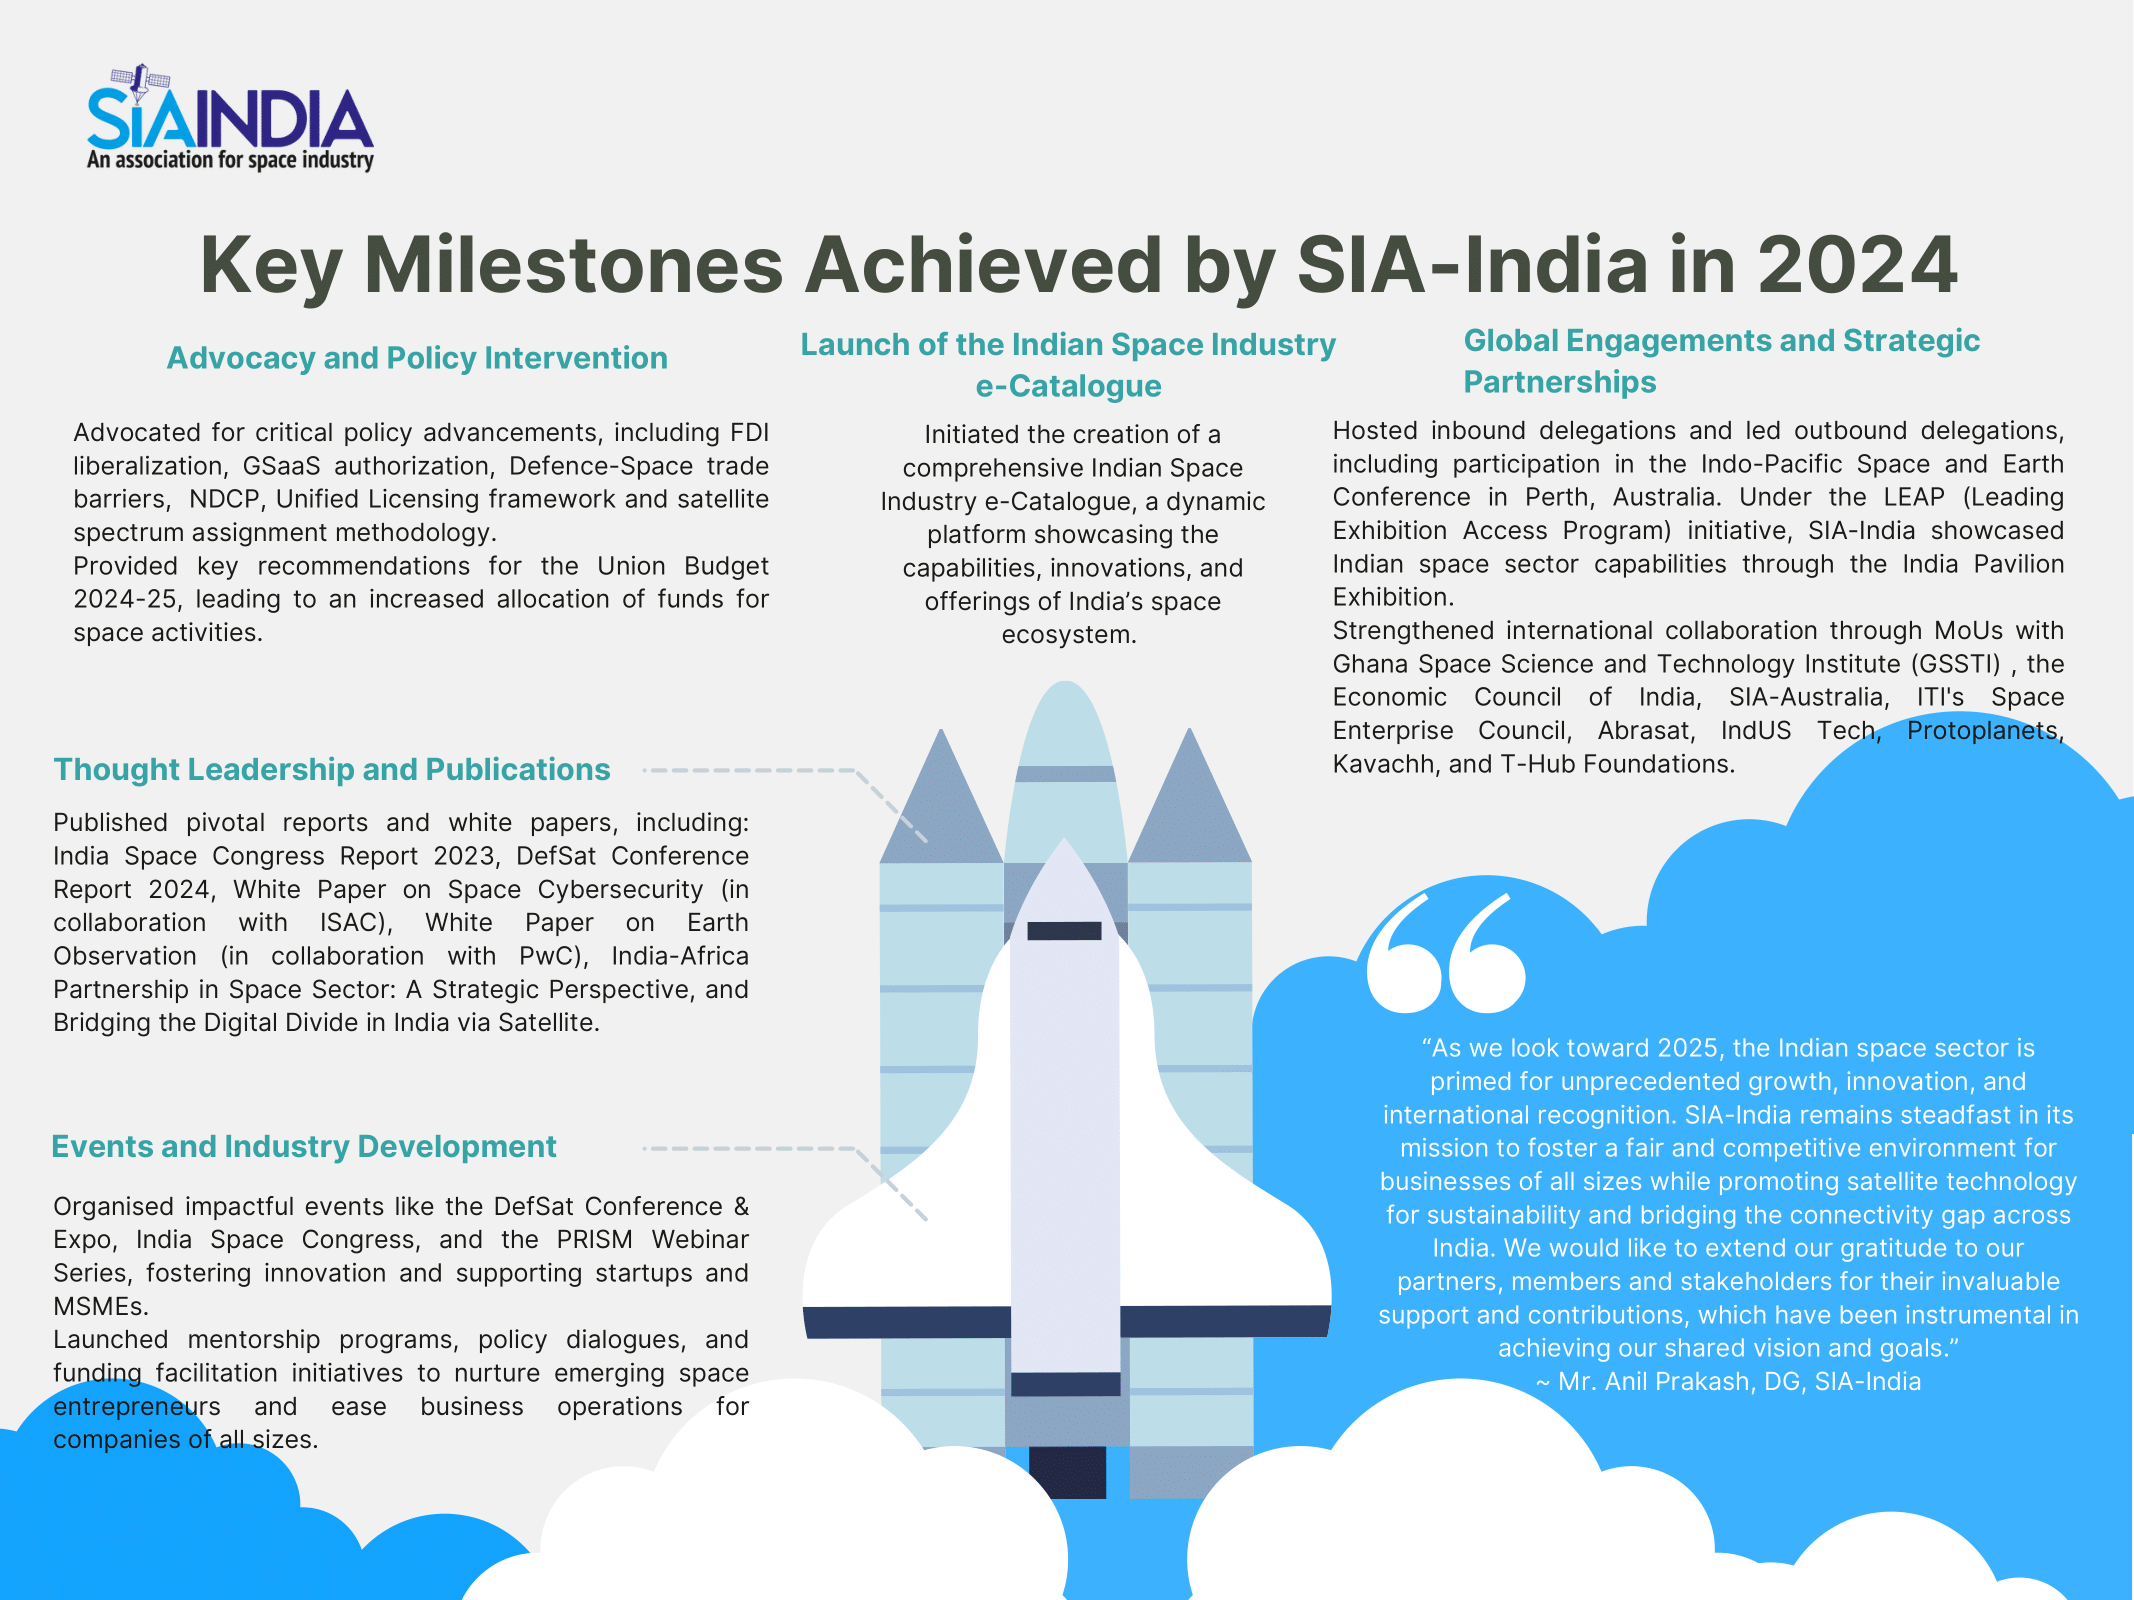 SIAINDIA
An association for space industry
Key Milestones Achieved by SIA-India in 2024
Advocacy and Policy Intervention
Advocated for critical policy advancements, including FDI
liberalization, GSaaS authorization, Defence-Space trade
barriers, NDCP, Unified Licensing framework and satellite
spectrum assignment methodology.
Provided key recommendations for the Union Budget
2024-25, leading to an increased allocation of funds for
space activities.
Launch of the Indian Space Industry
e-Catalogue
Initiated the creation of a
comprehensive Indian Space
Industry e-Catalogue, a dynamic
platform showcasing the
capabilities, innovations, and
offerings of India’s space
ecosystem.
Global Engagements and Strategic
Partnerships
Hosted inbound delegations and led outbound delegations,
including participation in the Indo-Pacific Space and Earth
Conference in Perth, Australia. Under the LEAP (Leading
Exhibition Access Program) initiative, SIA-India showcased
Indian space sector capabilities through the India Pavilion
Exhibition.
Strengthened international collaboration through MoUs with
Ghana Space Science and Technology Institute (GSSTI) , the
Economic Council of India, SIA-Australia, ITI's Space
Enterprise Council, Abrasat, IndUS Tech, Protoplanets,
Kavachh, and T-Hub Foundations.
Thought Leadership and Publications
Published pivotal reports and white papers, including:
India Space Congress Report 2023, DefSat Conference
Report 2024, White Paper on Space Cybersecurity (in
collaboration with ISAC), White Paper on Earth
Observation (in collaboration with PwC), India-Africa
Partnership in Space Sector: A Strategic Perspective, and
Bridging the Digital Divide in India via Satellite.
Events and Industry Development
Organised impactful events like the DefSat Conference &
Expo, India Space Congress, and the PRISM Webinar
Series, fostering innovation and supporting startups and
MSMEs.
Launched mentorship programs, policy dialogues, and
funding facilitation initiatives to nurture emerging space
entrepreneurs and ease business operations for
companies of all sizes.
“As we look toward 2025, the Indian space sector is
primed for unprecedented growth, innovation, and
international recognition. SIA-India remains steadfast in its
mission to foster a fair and competitive environment for
businesses of all sizes while promoting satellite technology
for sustainability and bridging the connectivity gap across
India. We would like to extend our gratitude to our
partners, members and stakeholders for their invaluable
support and contributions, which have been instrumental in
achieving our shared vision and goals.”
~ Mr. Anil Prakash, DG, SIA-India